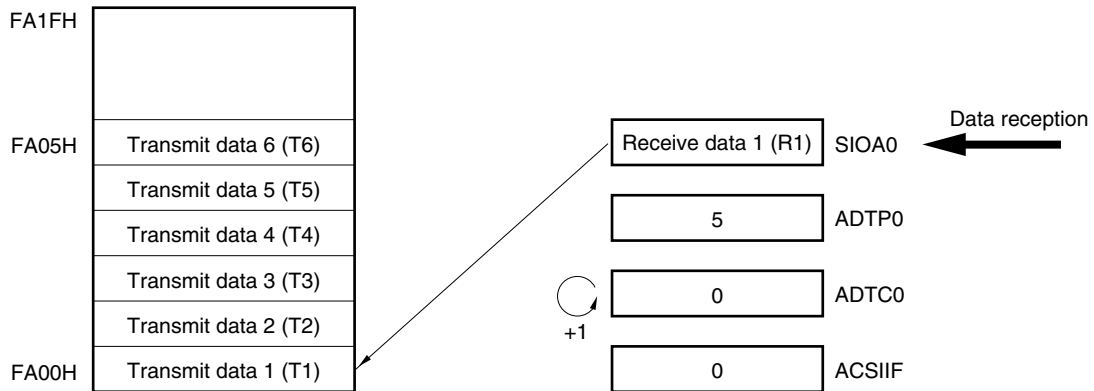 FA1FH
Data reception
FA05H Transmit data 6 (T6) Receive data 1 (R1) SIOA0
Transmit data 5 (T5) 5 ADTP0
Transmit data 4 (T4)
Transmit data 3 (T3) 0 ADTC0
Transmit data 2 (T2) +1
FA00H Transmit data 1 (T1) 0 ACSIIF